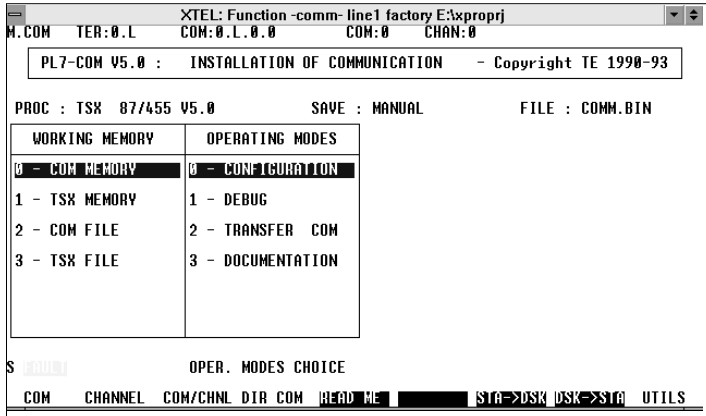 XTEL: Function -comm- line1 factory E:\xproprj
M.COM TER:0.L COM:0.L.0.0 COM:0 CHAN:0
PL7-COM V5.0 : INSTALLATION OF COMMUNICATION - Copyright TE 1990-93
PROC : TSX 87/455 V5.0 SAVE : MANUAL FILE : COMM.BIN
WORKING MEMORY OPERATING MODES
0 - COM MEMORY 0 - CONFIGURATION
1 - TSX MEMORY 1 - DEBUG
2 - COM FILE 2 - TRANSFER COM
3 - TSX FILE 3 - DOCUMENTATION
S FAULT OPER. MODES CHOICE
COM CHANNEL COM/CHNL DIR COM READ ME STA->DSK DSK->STA UTILS